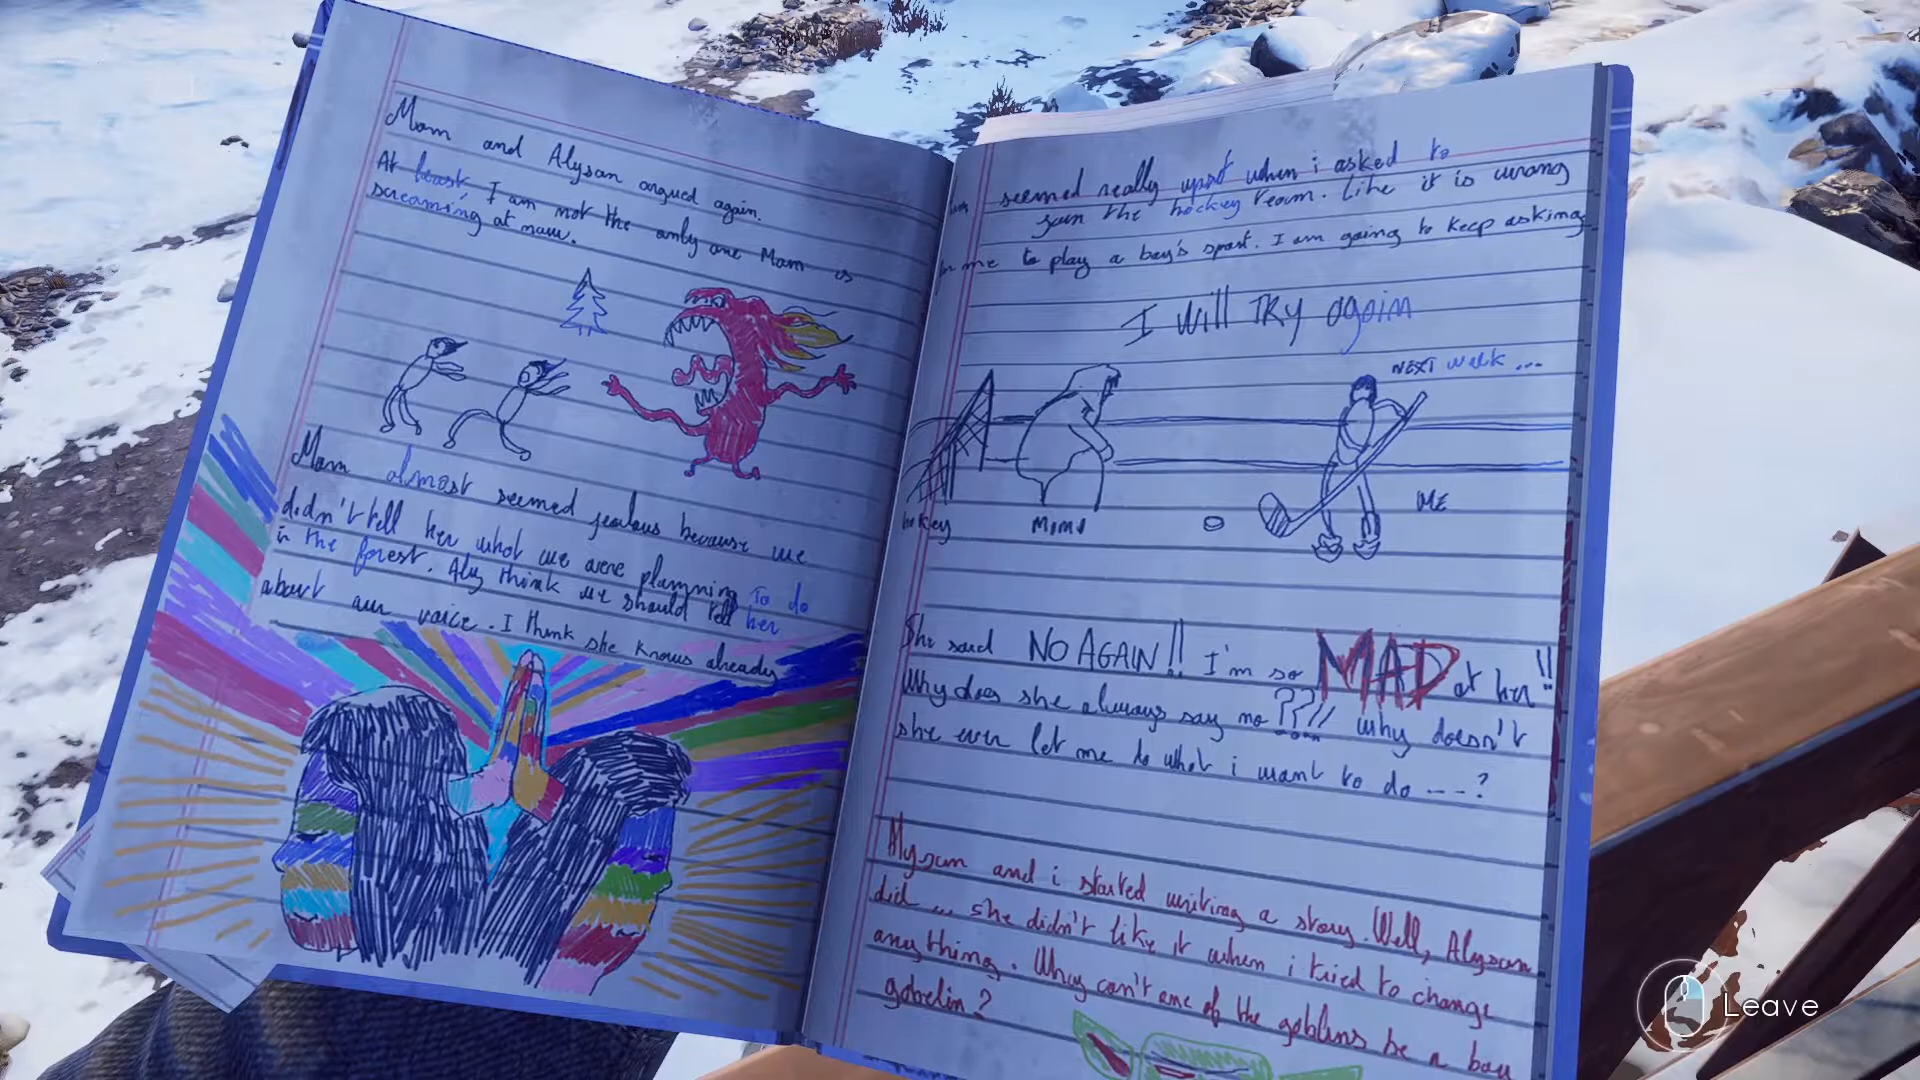 Mom and Alyson argued again.
At least I am not the only one Mom is
screaming at now.
Mom almost seemed jealous because we
didn't tell her what we were planning to do
in the forest. Aly think we should tell her
about our voice. I think she knows already
seemed really upset when i asked to
join the hockey team. Like it is wrong
me to play a boy's sport. I am going to keep asking
I Will TRY again
NEXT week ...
hokey
MOM
ME
She said NO AGAIN!! I'm so MAD at her!!
Why does she always say no ??!! why doesn't
she ever let me do what i want to do ---?
Alyson and i started writing a story. Well, Alyson
did ... she didn't like it when i tried to change
anything. Why can't one of the goblins be a boy
gobelin?
Leave